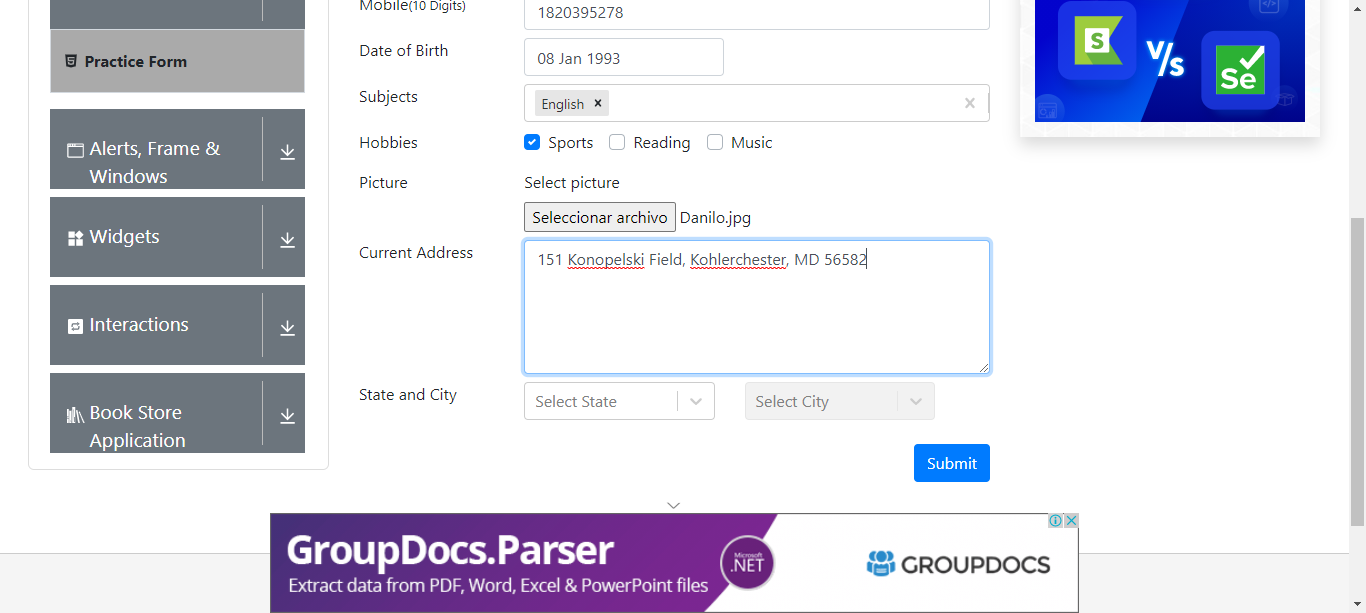 Practice Form
Alerts, Frame &
Windows
Widgets
Interactions
Book Store
Application
Mobile(10 Digits)
1820395278
Date of Birth
08 Jan 1993
Subjects
English ×
Hobbies
Sports Reading Music
Picture
Select picture
Seleccionar archivo Danilo.jpg
Current Address
151 Konopelski Field, Kohlerchester, MD 56582
State and City
Select State
Select City
Submit
S V/s Se
GroupDocs.Parser
Extract data from PDF, Word, Excel & PowerPoint files
Microsoft
.NET
GROUPDOCS